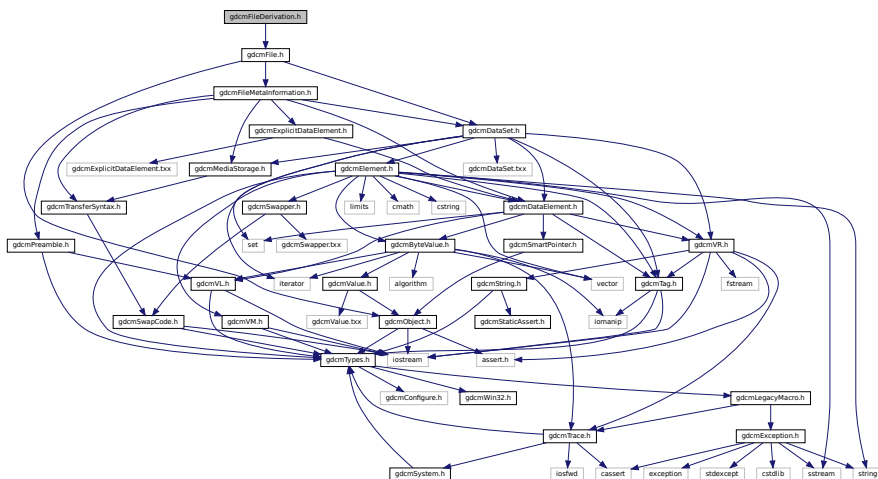 gdcmFileDerivation.h
gdcmFile.h
gdcmFileMetaInformation.h
gdcmExplicitDataElement.h
gdcmDataSet.h
gdcmExplicitDataElement.txx
gdcmMediaStorage.h
gdcmElement.h
gdcmDataSet.txx
gdcmTransferSyntax.h
gdcmSwapper.h
limits
cmath
cstring
gdcmDataElement.h
gdcmPreamble.h
set
gdcmSwapper.txx
gdcmByteValue.h
gdcmSmartPointer.h
gdcmVR.h
gdcmVL.h
iterator
gdcmValue.h
algorithm
gdcmString.h
vector
gdcmTag.h
fstream
gdcmSwapCode.h
gdcmVM.h
gdcmValue.txx
gdcmObject.h
gdcmStaticAssert.h
iomanip
gdcmTypes.h
iostream
assert.h
gdcmConfigure.h
gdcmWin32.h
gdcmLegacyMacro.h
gdcmTrace.h
gdcmException.h
gdcmSystem.h
iosfwd
cassert
exception
stdexcept
cstdlib
sstream
string